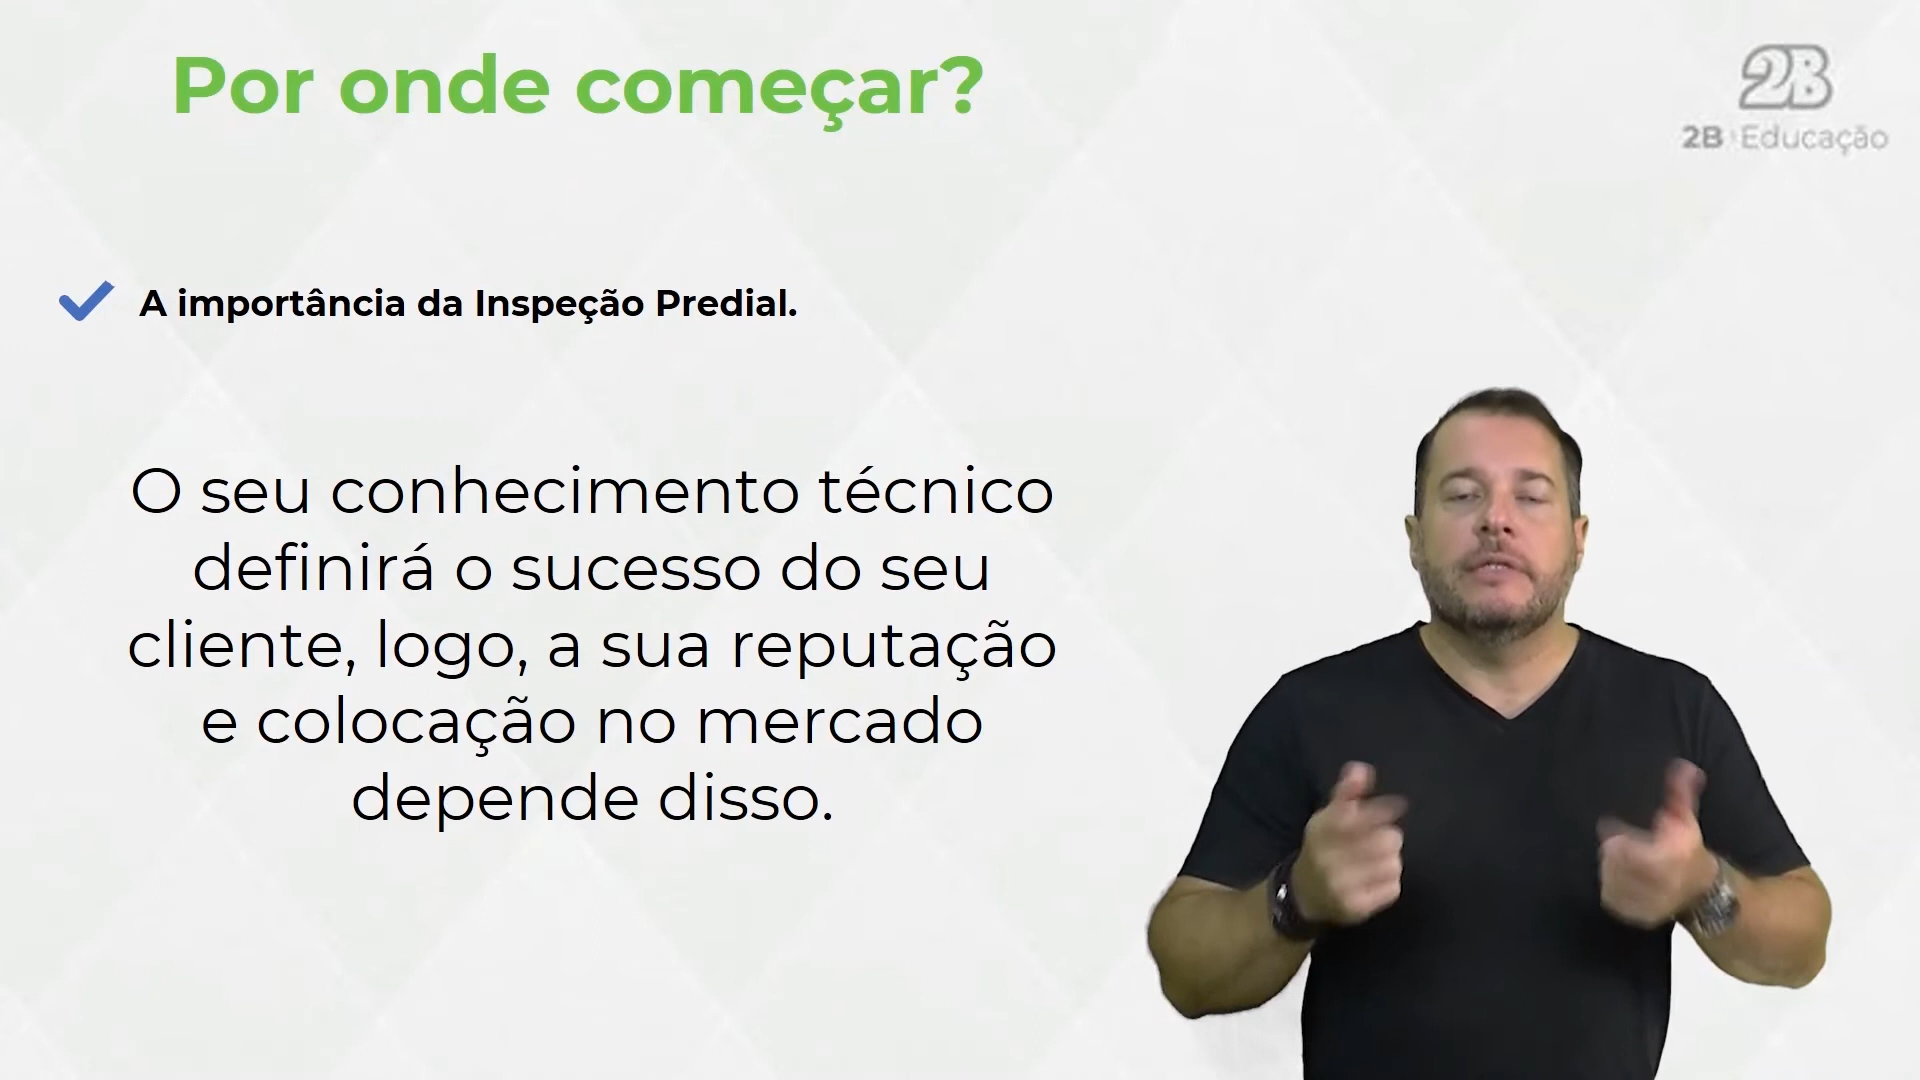 Por onde começar?
2B
2B Educação
A importância da Inspeção Predial.
O seu conhecimento técnico
definirá o sucesso do seu
cliente, logo, a sua reputação
e colocação no mercado
depende disso.